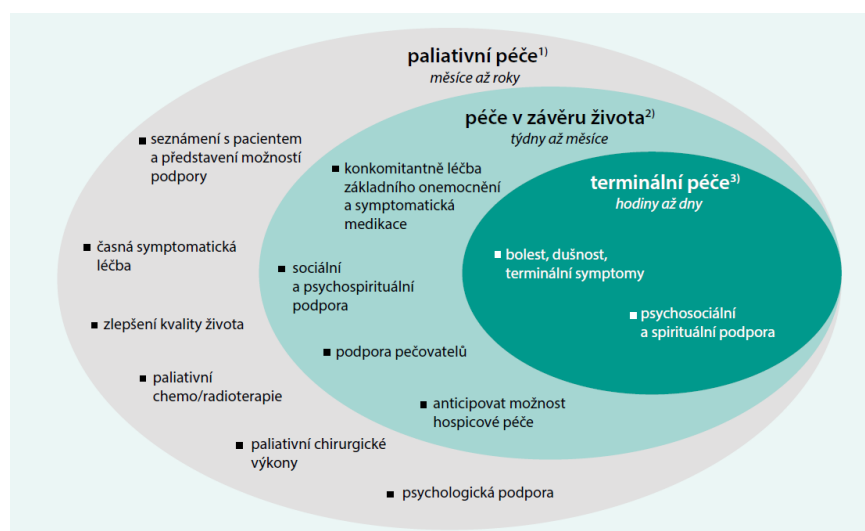 paliativní péče1)
měsíce až roky
■ seznámení s pacientem
a představení možností
podpory
■ časná symptomatická
léčba
■ zlepšení kvality života
■ paliativní
chemo/radioterapie
■ paliativní chirurgické
výkony
■ psychologická podpora
péče v závěru života2)
týdny až měsíce
■ konkomitantně léčba
základního onemocnění
a symptomatická
medikace
■ sociální
a psychospirituální
podpora
■ podpora pečovatelů
■ anticipovat možnost
hospicové péče
terminální péče3)
hodiny až dny
■ bolest, dušnost,
terminální symptomy
■ psychosociální
a spirituální podpora